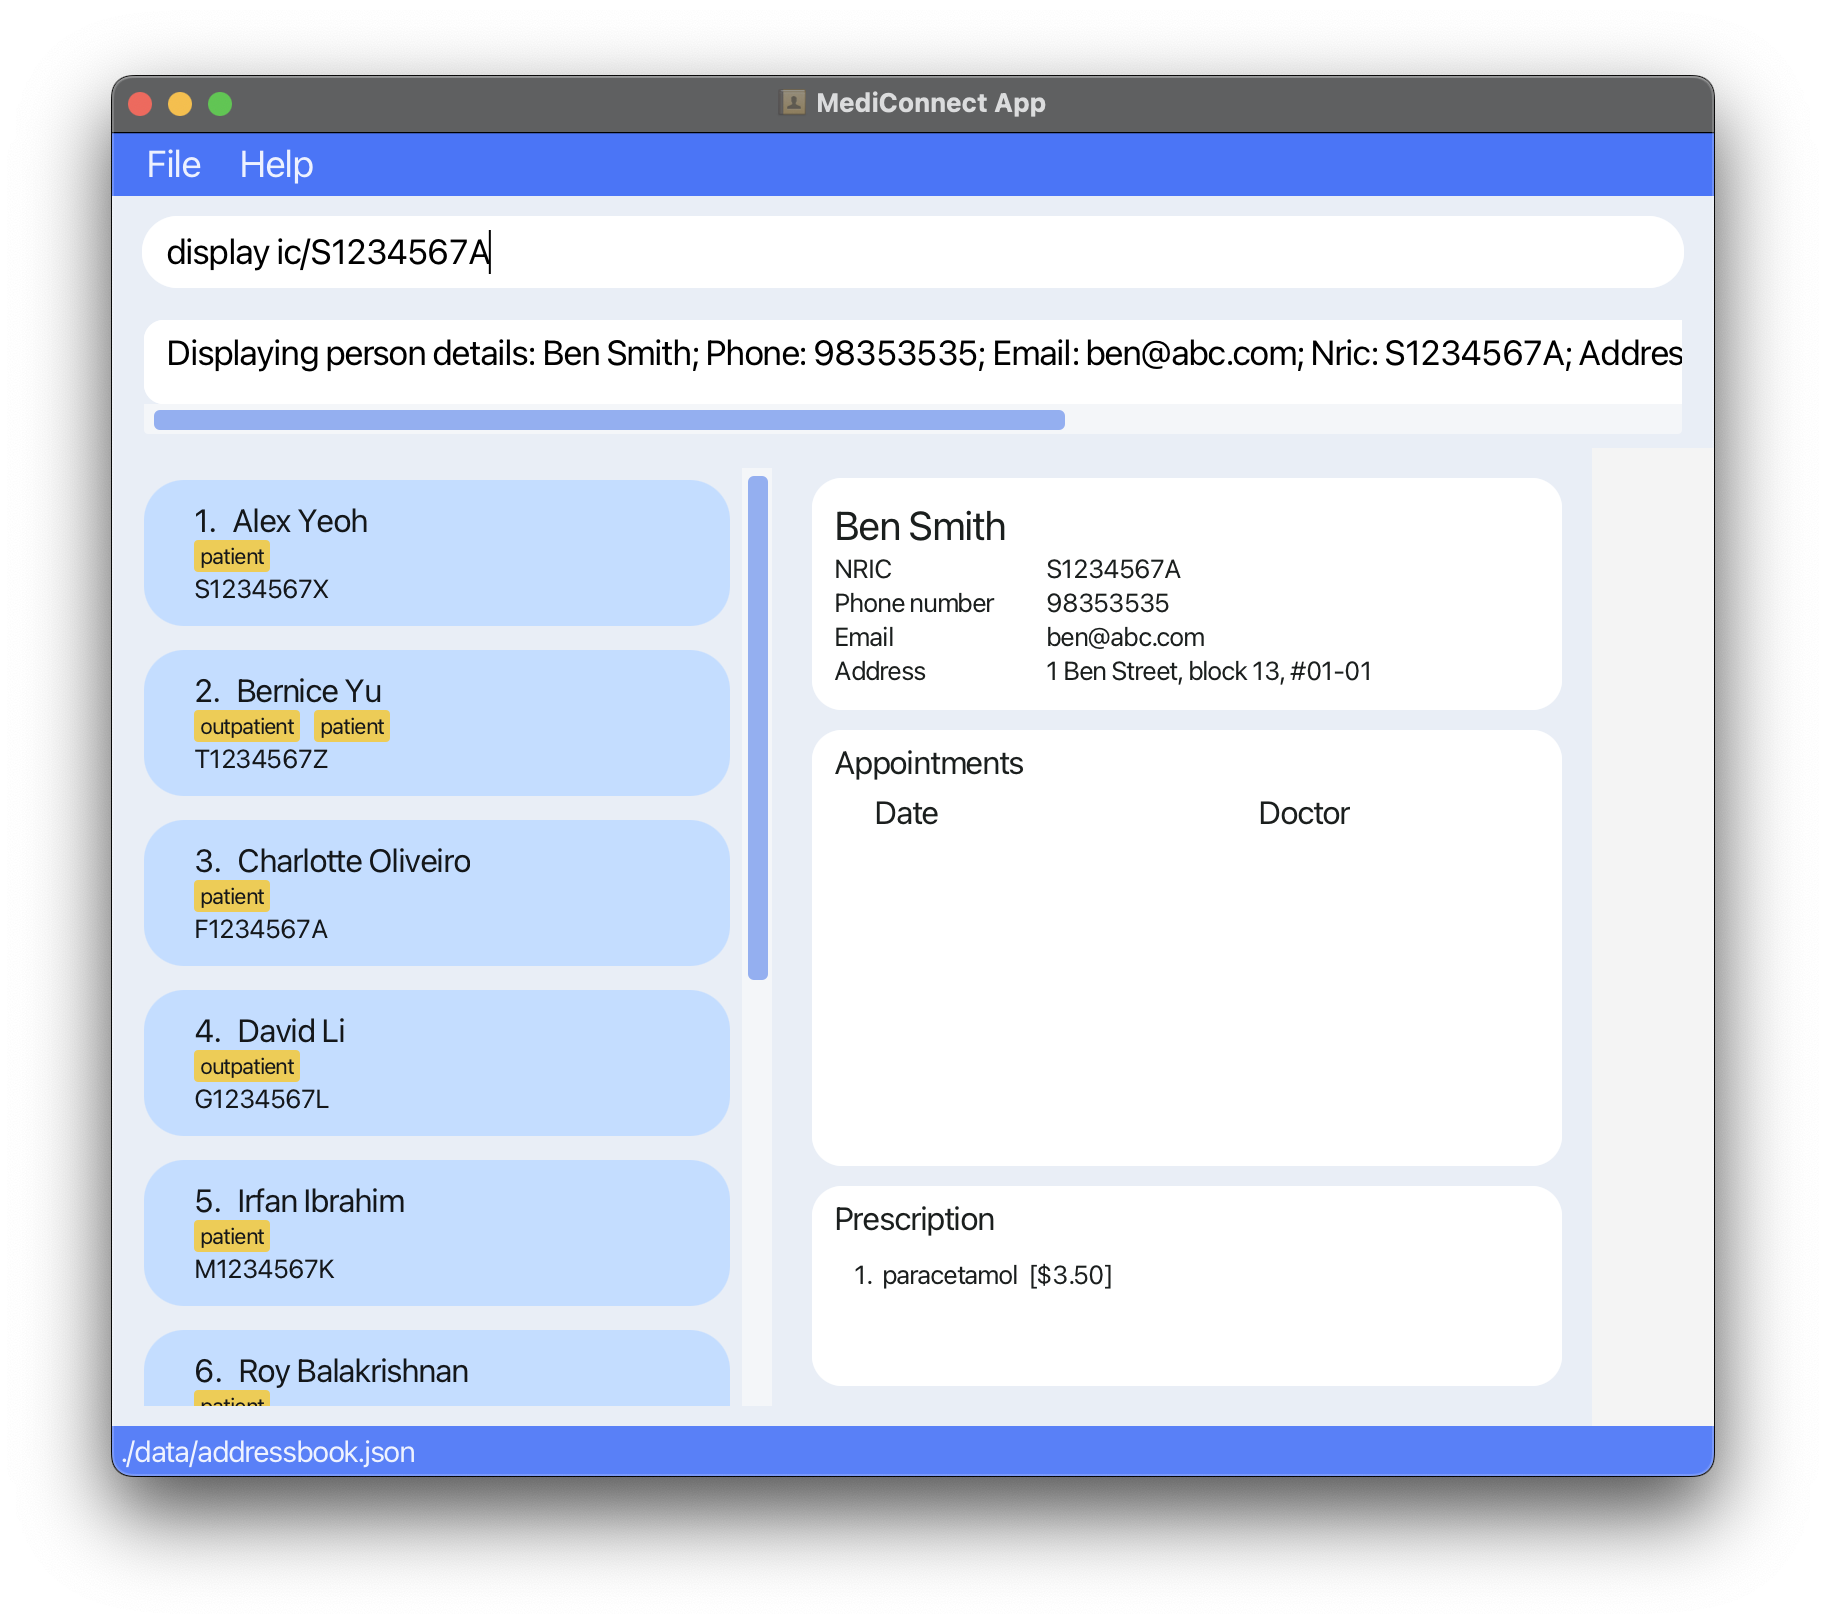 MediConnect App
File Help
display ic/S1234567A
Displaying person details: Ben Smith; Phone: 98353535; Email: ben@abc.com; Nric: S1234567A; Addres
1. Alex Yeoh
patient
S1234567X
2. Bernice Yu
outpatient patient
T1234567Z
3. Charlotte Oliveiro
patient
F1234567A
4. David Li
outpatient
G1234567L
5. Irfan Ibrahim
patient
M1234567K
6. Roy Balakrishnan
patient
Ben Smith
NRIC S1234567A
Phone number 98353535
Email ben@abc.com
Address 1 Ben Street, block 13, #01-01
Appointments
Date Doctor
Prescription
1. paracetamol [$3.50]
./data/addressbook.json